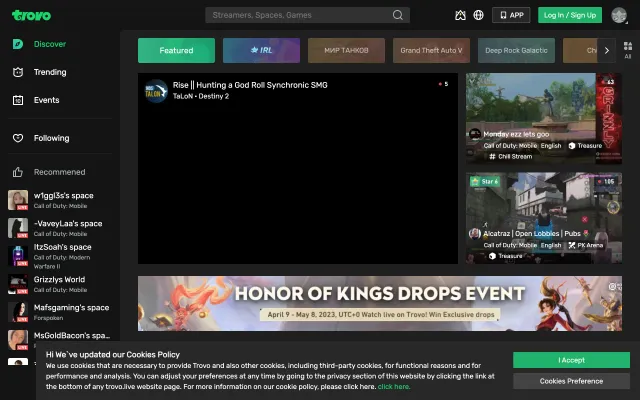 trovo
Streamers, Spaces, Games
APP
Log In / Sign Up
Discover
Trending
Events
Following
Recommened
w1ggl3s's space
Call of Duty: Mobile
LIVE
-VaveyLaa's space
Call of Duty: Mobile
LIVE
ItzSoah's space
Call of Duty: Modern
Warfare II
LIVE
Grizzlys World
Call of Duty: Mobile
LIVE
Mafsgaming's space
Forspoken
LIVE
MsGoldBacon's spa...
Call of Duty: Mobile
LIVE
Featured
IRL
МИР ТАНКОВ
Grand Theft Auto V
Deep Rock Galactic
All
Rise || Hunting a God Roll Synchronic SMG
TaLoN • Destiny 2
5
43
Monday ezz lets goo
Call of Duty: Mobile English Treasure
# Chill Stream
Star 6
105
Alcatraz | Open Lobbies | Pubs
Call of Duty: Mobile English PK Arena
Treasure
HONOR OF KINGS DROPS EVENT
April 9 - May 8, 2023, UTC+0 Watch live on Trovo! Win Exclusive drops
Hi We`ve updated our Cookies Policy
We use cookies that are necessary to provide Trovo and also other cookies, including third-party cookies, for functional reasons and for
performance and analysis. You can adjust your preferences at any time by going to the privacy section of this website by clicking the link at
the bottom of any trovo.live website page. For more information on our cookie policy, please click here. click here.
I Accept
Cookies Preference